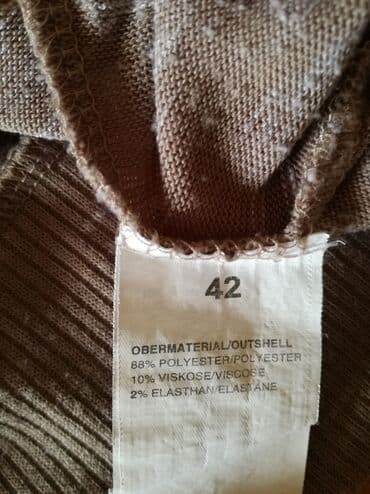 42
OBERMATERIAL/OUTSHELL
88% POLYESTER/POLYESTER
10% VISKOSE/VISCOSE
2% ELASTHAN/ELASTANE